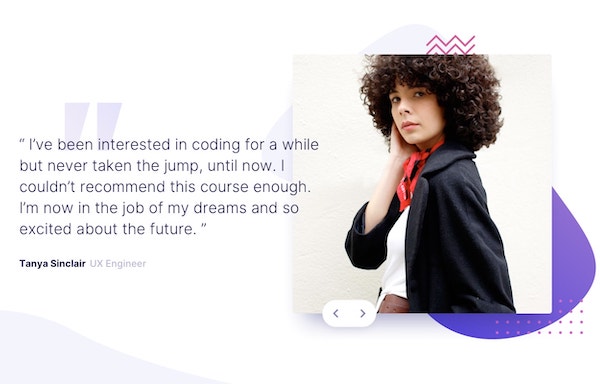 “ I’ve been interested in coding for a while
but never taken the jump, until now. I
couldn’t recommend this course enough.
I’m now in the job of my dreams and so
excited about the future. ”
Tanya Sinclair UX Engineer